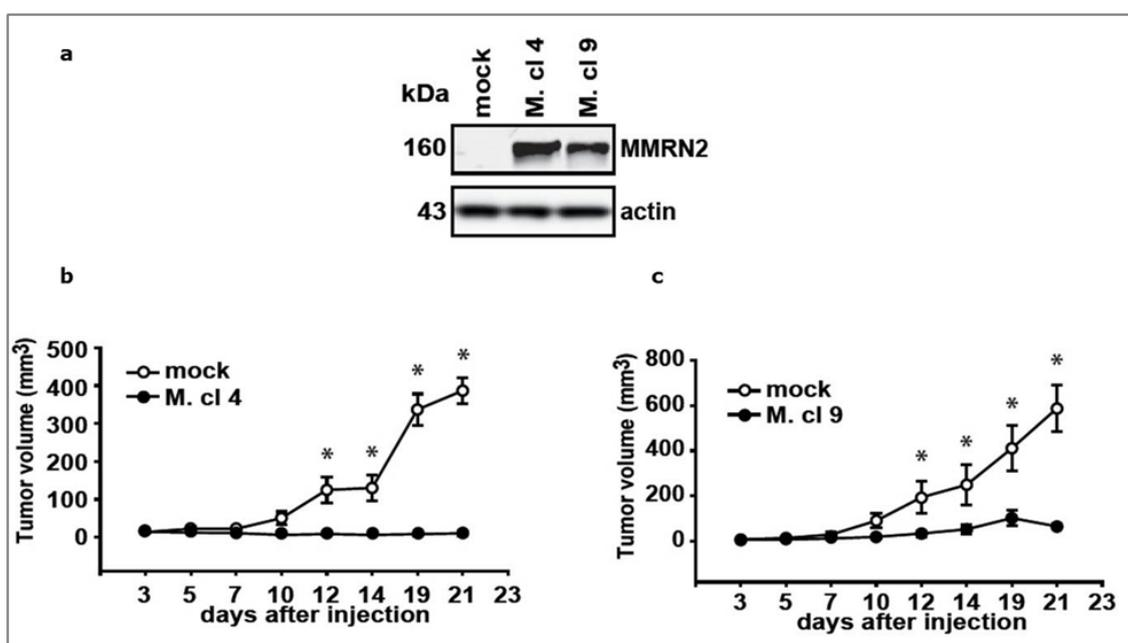 a
mock
M. cl 4
M. cl 9
kDa
160 MMRN2
43 actin
b
c
Tumor volume (mm³)
500
400
300
200
100
0
mock
M. cl 4
*
*
*
*
3 5 7 10 12 14 19 21 23
days after injection
Tumor volume (mm³)
800
600
400
200
0
mock
M. cl 9
*
*
*
*
3 5 7 10 12 14 19 21 23
days after injection